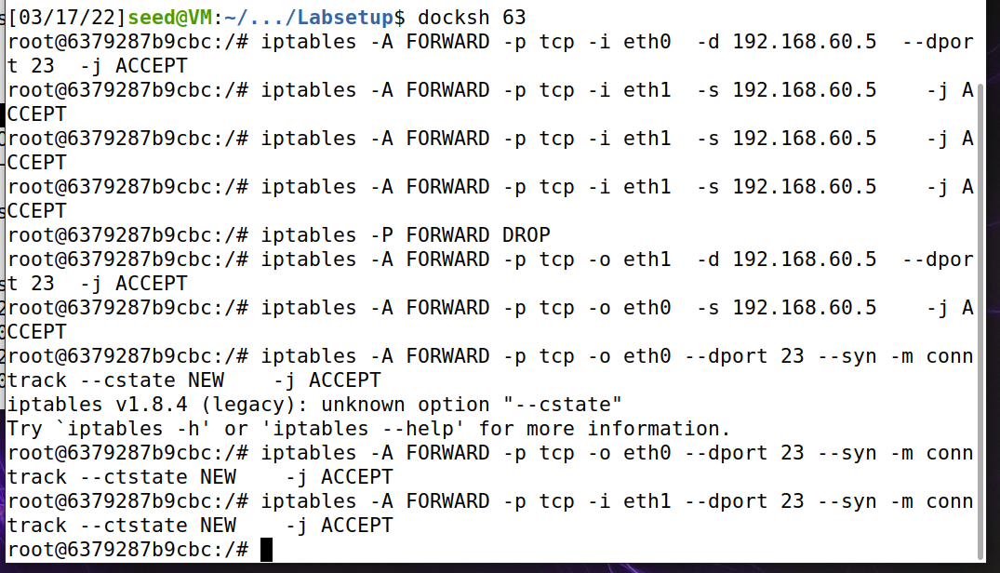 [03/17/22]seed@VM:~/.../Labsetup$ docksh 63
root@6379287b9cbc:/# iptables -A FORWARD -p tcp -i eth0  -d 192.168.60.5  --dpor
t 23  -j ACCEPT
root@6379287b9cbc:/# iptables -A FORWARD -p tcp -i eth1  -s 192.168.60.5    -j A
CCEPT
root@6379287b9cbc:/# iptables -A FORWARD -p tcp -i eth1  -s 192.168.60.5    -j A
CCEPT
root@6379287b9cbc:/# iptables -A FORWARD -p tcp -i eth1  -s 192.168.60.5    -j A
CCEPT
root@6379287b9cbc:/# iptables -P FORWARD DROP
root@6379287b9cbc:/# iptables -A FORWARD -p tcp -o eth1  -d 192.168.60.5  --dpor
t 23  -j ACCEPT
root@6379287b9cbc:/# iptables -A FORWARD -p tcp -o eth0  -s 192.168.60.5    -j A
CCEPT
root@6379287b9cbc:/# iptables -A FORWARD -p tcp -o eth0 --dport 23 --syn -m conn
track --cstate NEW    -j ACCEPT
iptables v1.8.4 (legacy): unknown option "--cstate"
Try `iptables -h' or 'iptables --help' for more information.
root@6379287b9cbc:/# iptables -A FORWARD -p tcp -o eth0 --dport 23 --syn -m conn
track --ctstate NEW    -j ACCEPT
root@6379287b9cbc:/# iptables -A FORWARD -p tcp -i eth1 --dport 23 --syn -m conn
track --ctstate NEW    -j ACCEPT
root@6379287b9cbc:/#